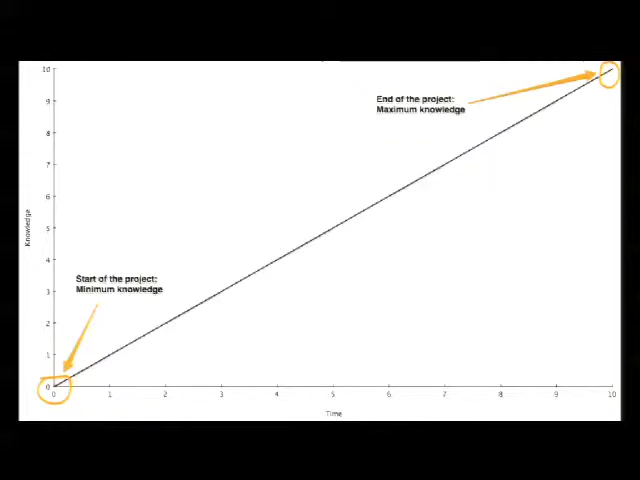 10
9
End of the project:
Maximum knowledge
8
7
6
Knowledge
5
4
Start of the project:
Minimum knowledge
3
2
1
0
0 1 2 3 4 5 6 7 8 9 10
Time